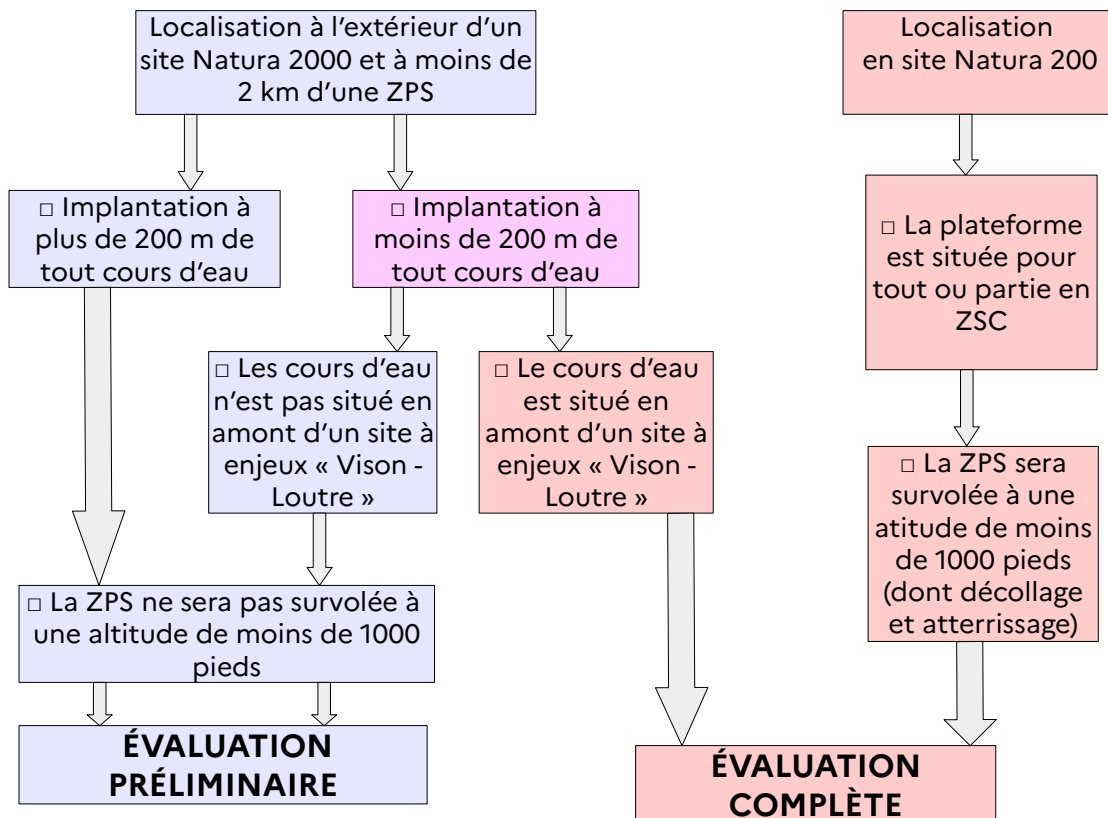 Localisation à l'extérieur d'un
site Natura 2000 et à moins de
2 km d'une ZPS
Localisation
en site Natura 200
□ Implantation à
plus de 200 m de
tout cours d'eau
□ Implantation à
moins de 200 m de
tout cours d'eau
□ La plateforme
est située pour
tout ou partie en
ZSC
□ Les cours d'eau
n'est pas situé en
amont d'un site à
enjeux « Vison -
Loutre »
□ Le cours d'eau
est situé en
amont d'un site à
enjeux « Vison -
Loutre »
□ La ZPS sera
survolée à une
atitude de moins
de 1000 pieds
(dont décollage
et atterrissage)
□ La ZPS ne sera pas survolée à
une altitude de moins de 1000
pieds
ÉVALUATION
PRÉLIMINAIRE
ÉVALUATION
COMPLÈTE